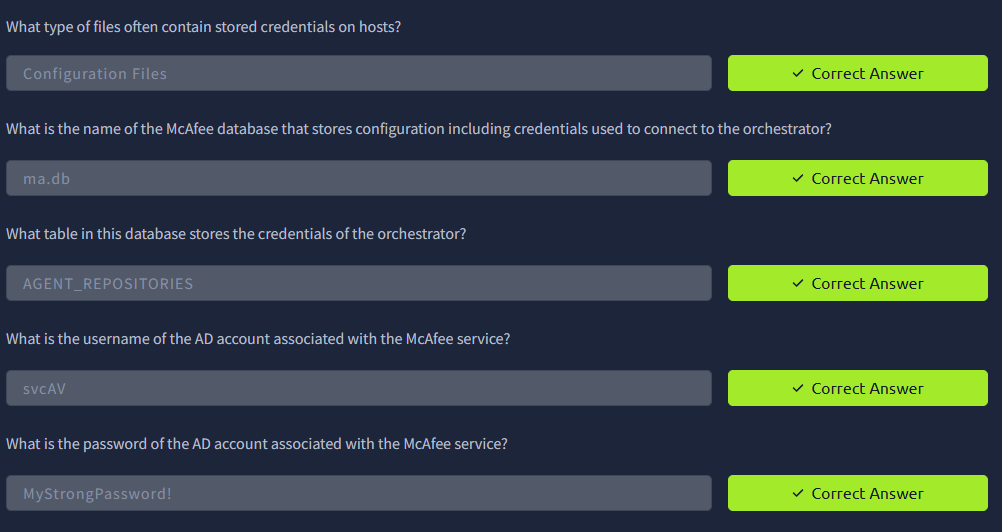 What type of files often contain stored credentials on hosts?
Configuration Files
✓ Correct Answer
What is the name of the McAfee database that stores configuration including credentials used to connect to the orchestrator?
ma.db
✓ Correct Answer
What table in this database stores the credentials of the orchestrator?
AGENT_REPOSITORIES
✓ Correct Answer
What is the username of the AD account associated with the McAfee service?
svcAV
✓ Correct Answer
What is the password of the AD account associated with the McAfee service?
MyStrongPassword!
✓ Correct Answer